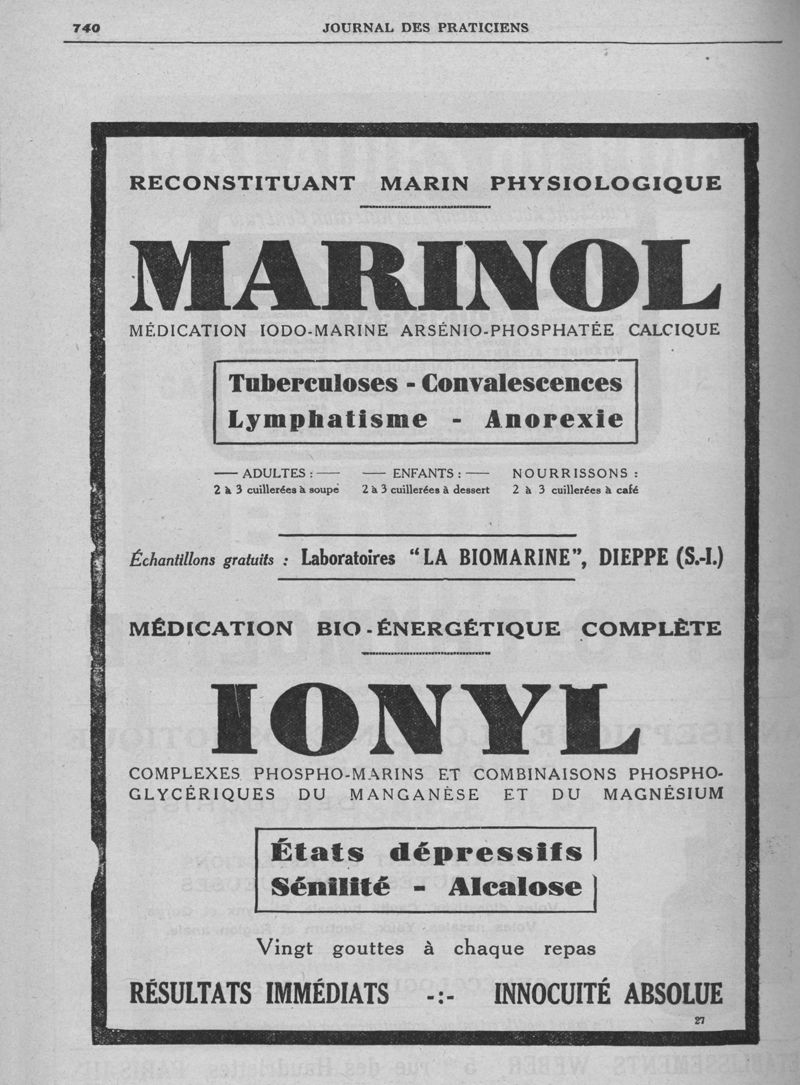 740
JOURNAL DES PRATICIENS
RECONSTITUANT MARIN PHYSIOLOGIQUE
MARINOL
MÉDICATION IODO-MARINE ARSÉNIO-PHOSPHATÉE CALCIQUE
Tuberculoses - Convalescences
Lymphatisme - Anorexie
— ADULTES : — — ENFANTS : — NOURRISSONS :
2 à 3 cuillerées à soupe 2 à 3 cuillerées à dessert 2 à 3 cuillerées à café
Échantillons gratuits : Laboratoires "LA BIOMARINE", DIEPPE (S.-I.)
MÉDICATION BIO-ÉNERGÉTIQUE COMPLÈTE
IONYL
COMPLEXES PHOSPHO-MARINS ET COMBINAISONS PHOSPHO-
GLYCÉRIQUES DU MANGANÈSE ET DU MAGNÉSIUM
États dépressifs
Sénilité - Alcalose
Vingt gouttes à chaque repas
RÉSULTATS IMMÉDIATS -:- INNOCUITÉ ABSOLUE
27